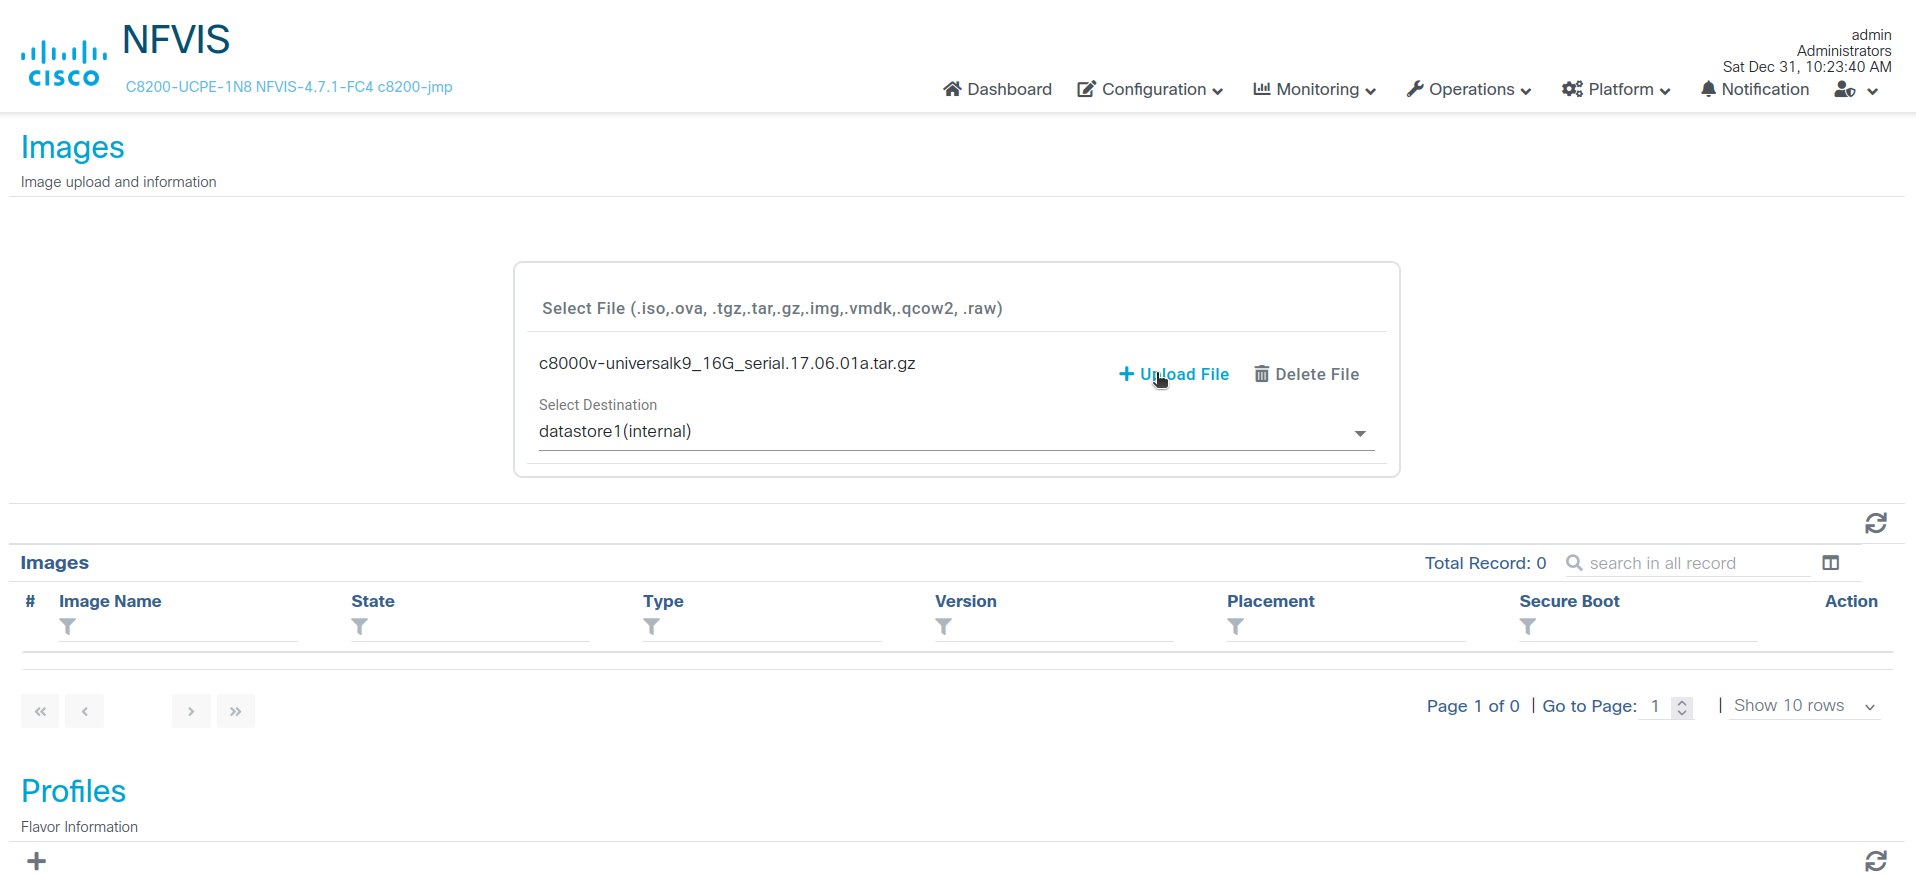 NFVIS
CISCO
C8200-UCPE-1N8 NFVIS-4.7.1-FC4 c8200-jmp
admin
Administrators
Sat Dec 31, 10:23:40 AM
Dashboard Configuration Monitoring Operations Platform Notification
Images
Image upload and information
Select File (.iso,.ova, .tgz,.tar,.gz,.img,.vmdk,.qcow2, .raw)
c8000v-universalk9_16G_serial.17.06.01a.tar.gz
Upload File Delete File
Select Destination
datastore1(internal)
Images Total Record: 0 search in all record
# Image Name State Type Version Placement Secure Boot Action
« ‹ › » Page 1 of 0 | Go to Page: 1 | Show 10 rows
Profiles
Flavor Information